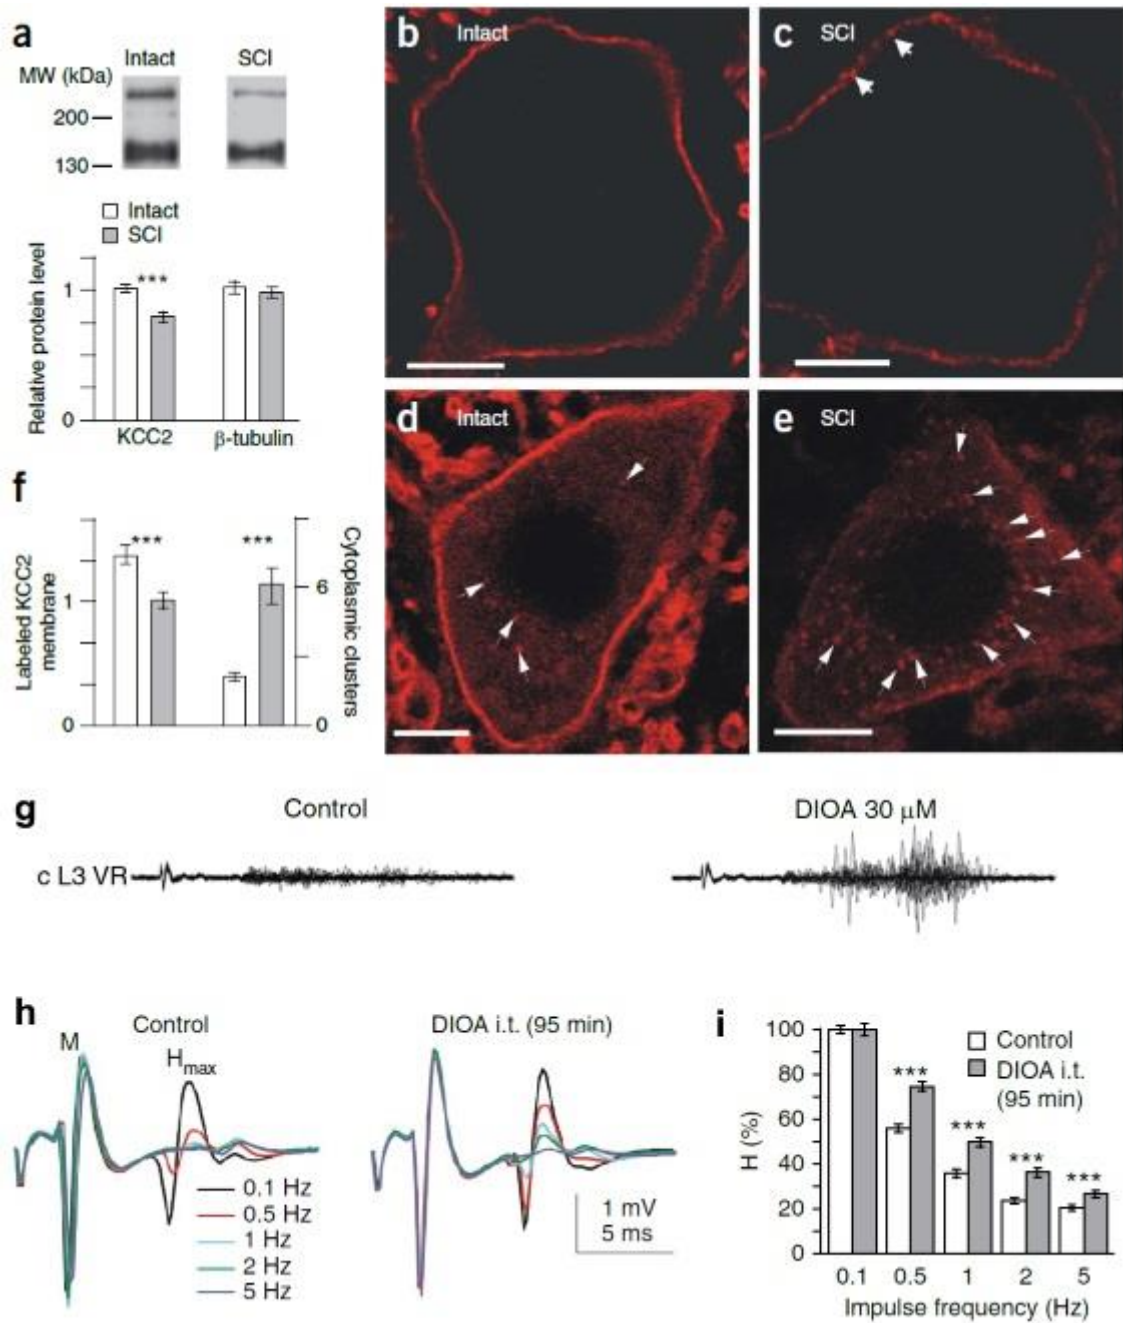 a
Intact SCI
MW (kDa)
200
130
Intact
SCI
Relative protein level
1
0
***
KCC2 β-tubulin
b Intact
c SCI
d Intact
e SCI
f
Labeled KCC2
membrane
1
0
*** ***
6
0
Cytoplasmic clusters
g
Control DIOA 30 μM
c L3 VR
h
Control DIOA i.t. (95 min)
M
Hmax
0.1 Hz
0.5 Hz
1 Hz
2 Hz
5 Hz
1 mV
5 ms
i
H (%)
100
80
60
40
20
0
Control
DIOA i.t.
(95 min)
***
***
***
***
0.1 0.5 1 2 5
Impulse frequency (Hz)